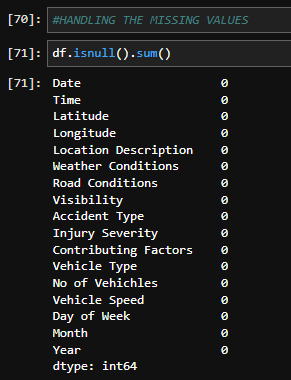 [70]: #HANDLING THE MISSING VALUES
[71]: df.isnull().sum()
[71]: Date 0
Time 0
Latitude 0
Longitude 0
Location Description 0
Weather Conditions 0
Road Conditions 0
Visibility 0
Accident Type 0
Injury Severity 0
Contributing Factors 0
Vehicle Type 0
No of Vehichles 0
Vehicle Speed 0
Day of Week 0
Month 0
Year 0
dtype: int64